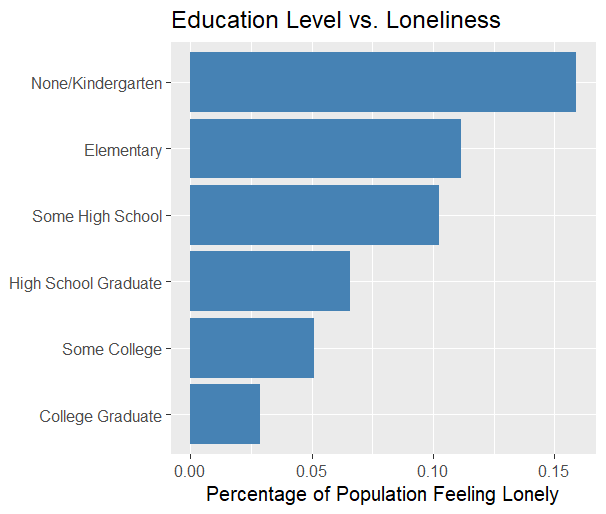 Education Level vs. Loneliness
None/Kindergarten
Elementary
Some High School
High School Graduate
Some College
College Graduate
0.00 0.05 0.10 0.15
Percentage of Population Feeling Lonely